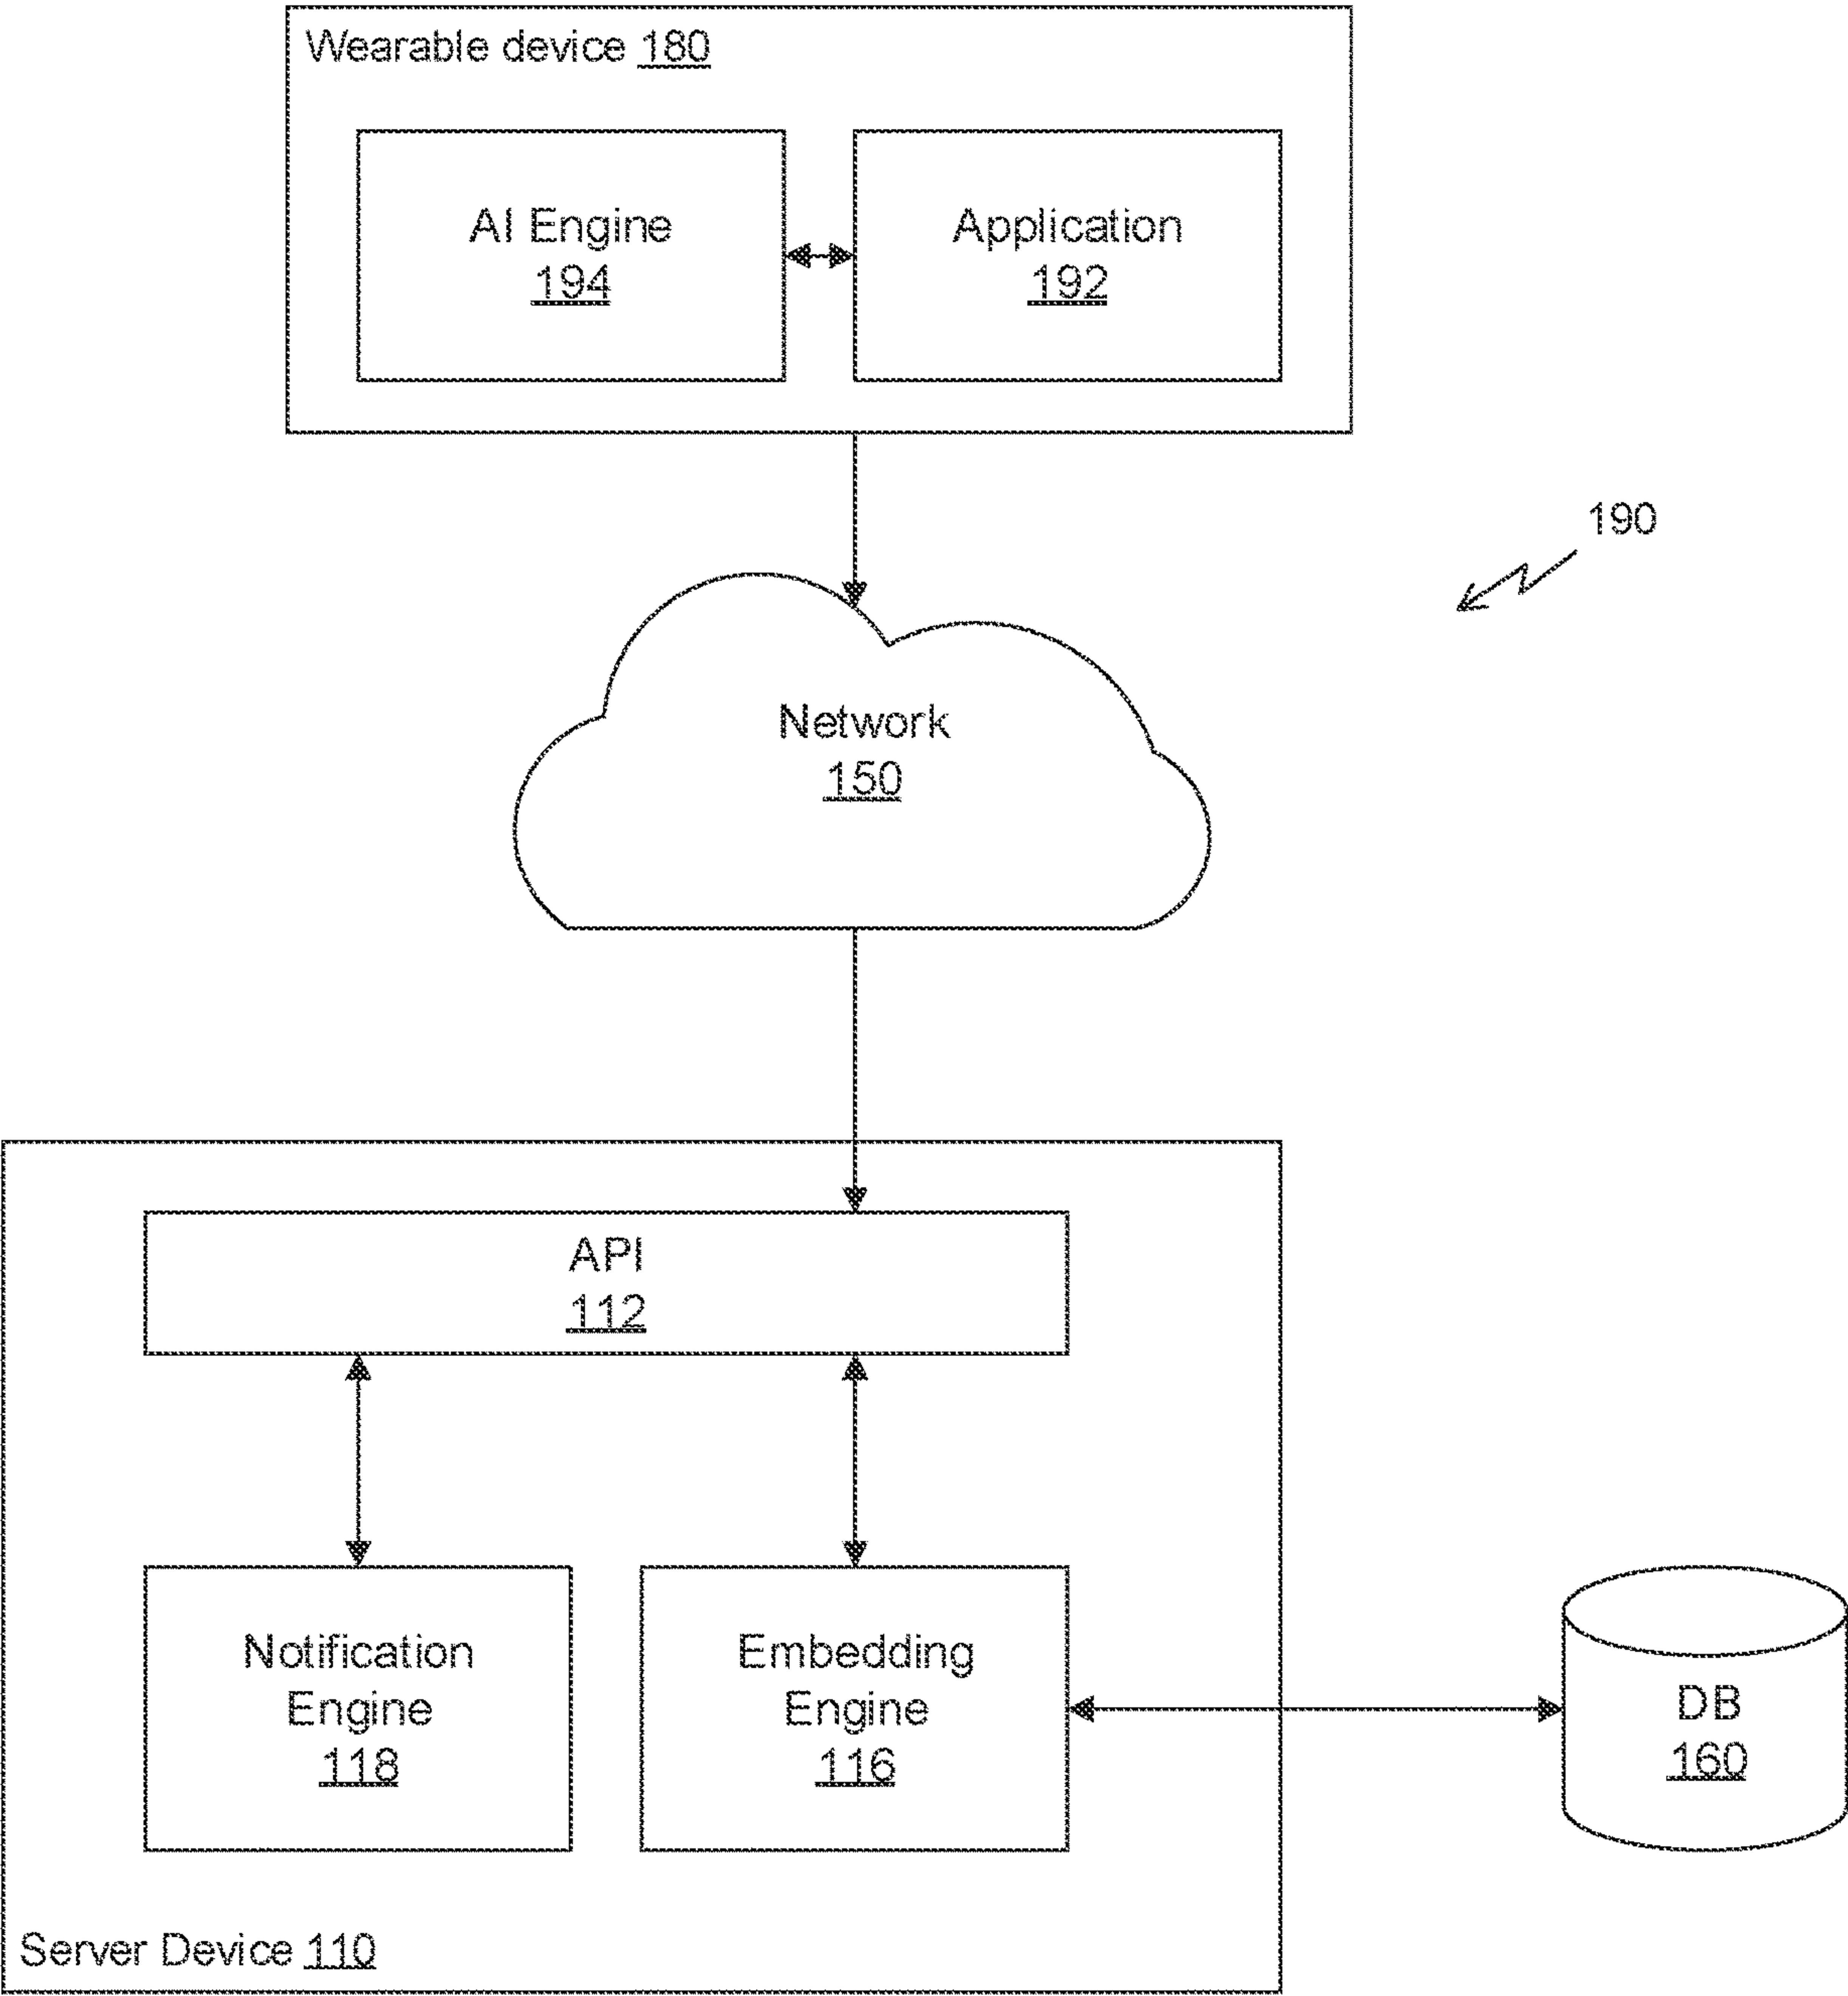 Wearable device 180
AI Engine
194
Application
192
190
Network
150
API
112
Notification
Engine
118
Embedding
Engine
116
DB
160
Server Device 110